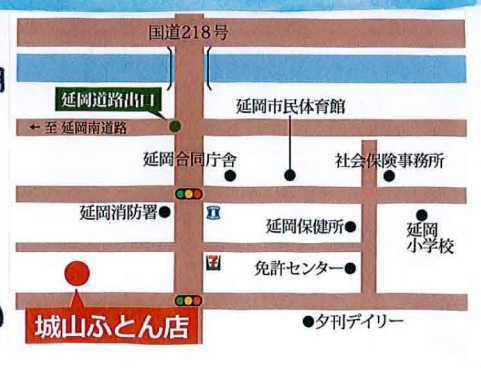 国道218号
延岡道路出口
延岡市民体育館
← 至 延岡南道路
延岡合同庁舎
社会保険事務所
延岡消防署
延岡保健所
延岡
小学校
7
免許センター
城山ふとん店
夕刊デイリー